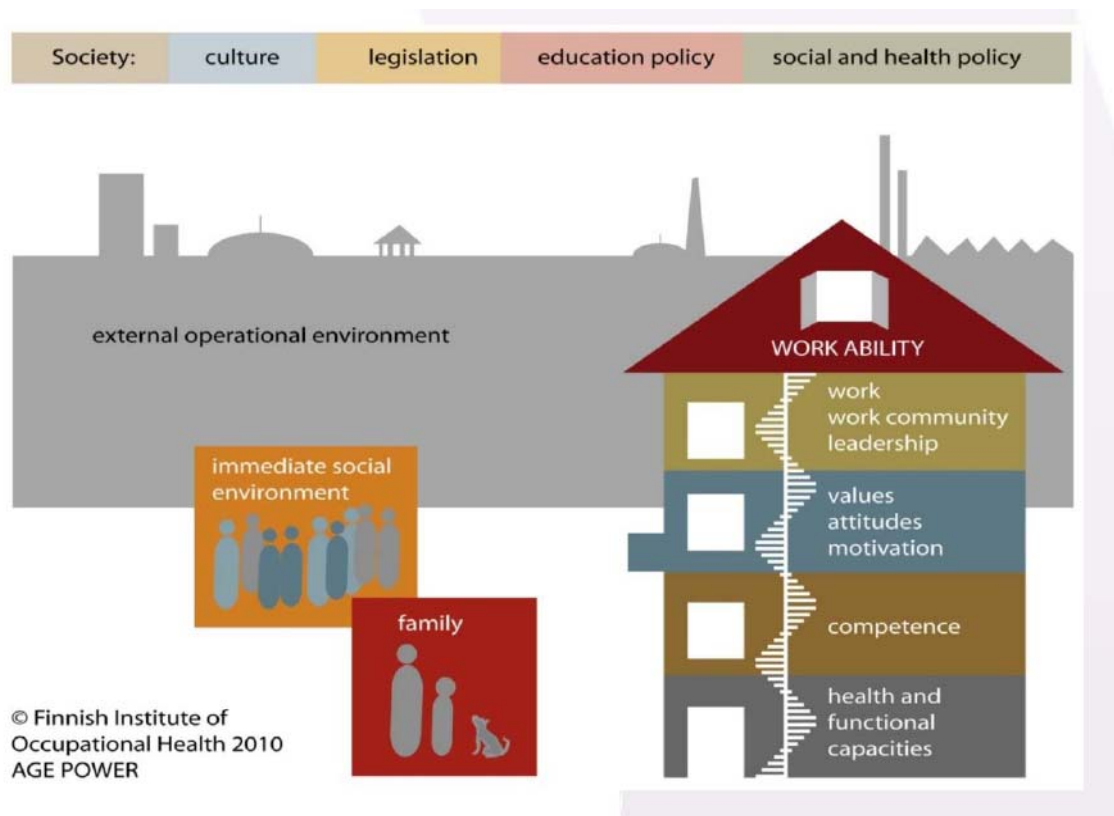 Society: culture legislation education policy social and health policy
external operational environment
WORK ABILITY
work
work community
leadership
immediate social
environment
values
attitudes
motivation
family
competence
health and
functional
capacities
© Finnish Institute of
Occupational Health 2010
AGE POWER